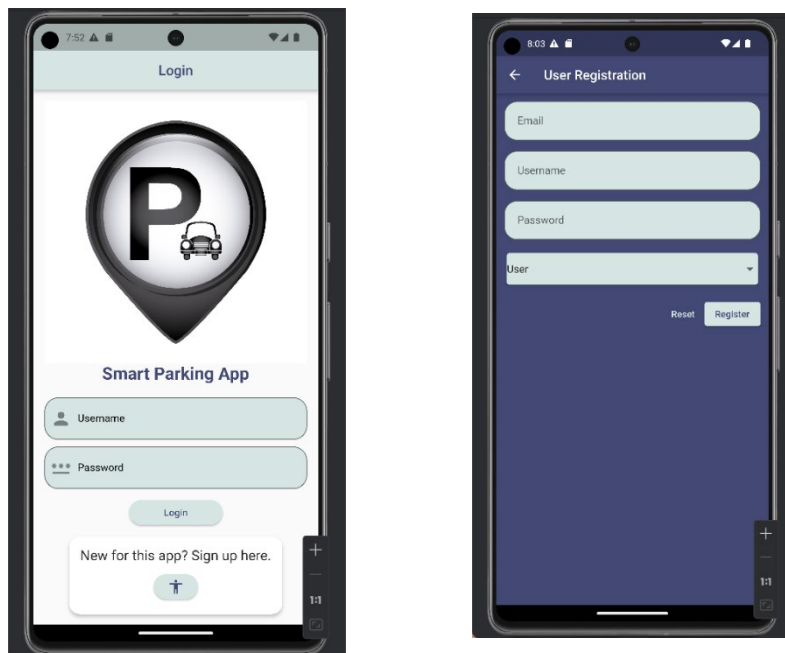 7:52
Login
P
Smart Parking App
Username
Password
Login
New for this app? Sign up here.
1:1
8:03
User Registration
Email
Username
Password
User
Reset
Register
1:1